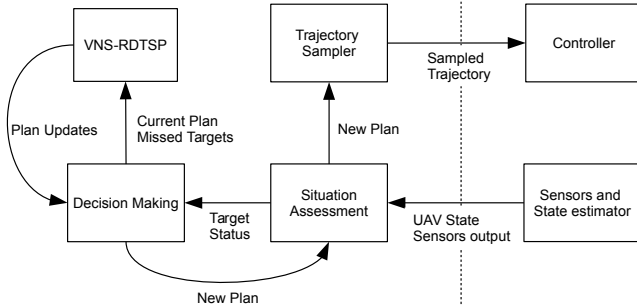 VNS-RDTSP
Trajectory
Sampler
Sampled
Trajectory
Controller
Plan Updates
Current Plan
Missed Targets
New Plan
Decision Making
Target
Status
Situation
Assessment
UAV State
Sensors output
Sensors and
State estimator
New Plan